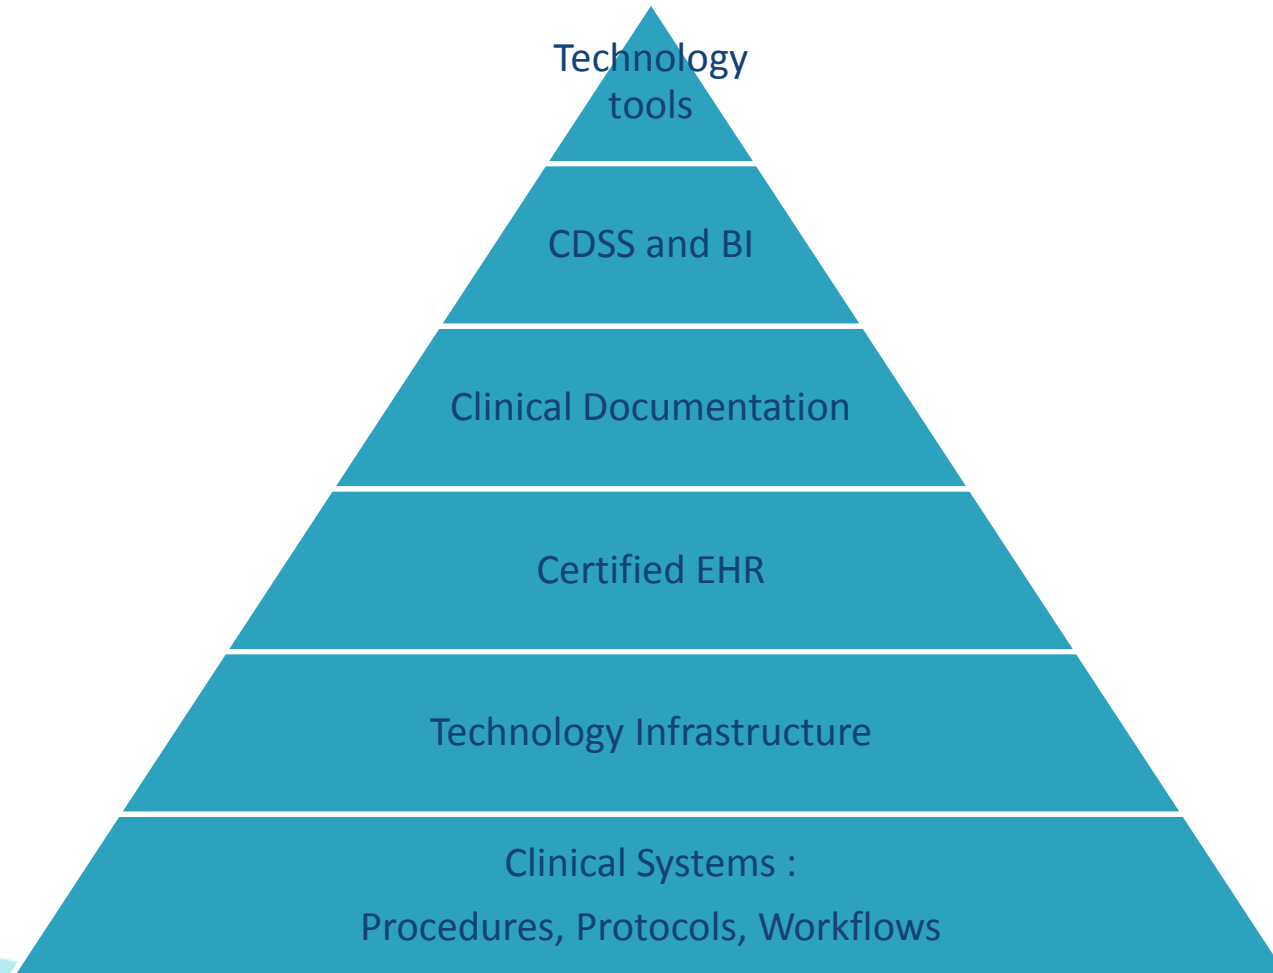 Technology
tools
CDSS and BI
Clinical Documentation
Certified EHR
Technology Infrastructure
Clinical Systems :
Procedures, Protocols, Workflows